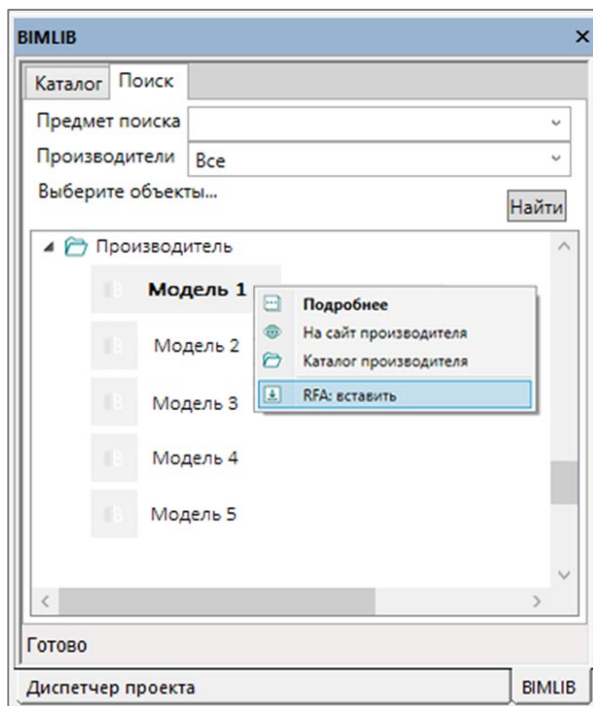 BIMLIB
Каталог Поиск
Предмет поиска
Производители Все
Выберите объекты...
Найти
Производитель
Модель 1
Подробнее
На сайт производителя
Каталог производителя
RFA: вставить
Модель 2
Модель 3
Модель 4
Модель 5
Готово
Диспетчер проекта BIMLIB